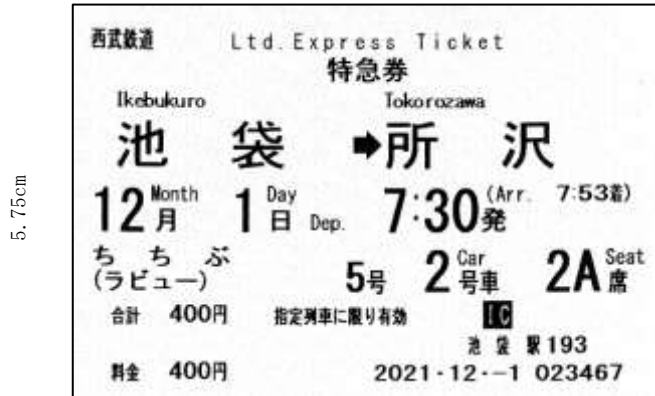 西武鉄道 Ltd.Express Ticket
特急券
Ikebukuro Tokorozawa
池袋➡所沢
12 Month 月 1 Day 日 Dep. 7:30発 (Arr. 7:53着)
ちちぶ
(ラビュー) 5号 2 Car 号車 2A Seat 席
合計 400円 指定列車に限り有効 IC
池袋駅193
料金 400円 2021-12.-1 023467
5.75cm